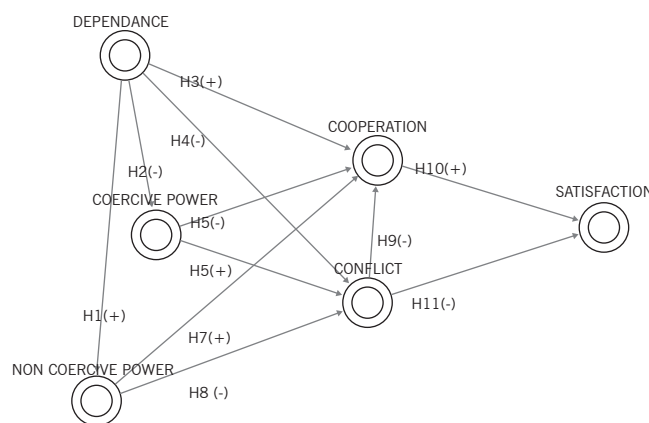 DEPENDANCE
H3(+)
COOPERATION
H4(-)
H10(+)
H2(-)
COERCIVE POWER
SATISFACTION
H5(-)
H9(-)
CONFLICT
H5(+)
H11(-)
H1(+)
H7(+)
NON COERCIVE POWER
H8 (-)